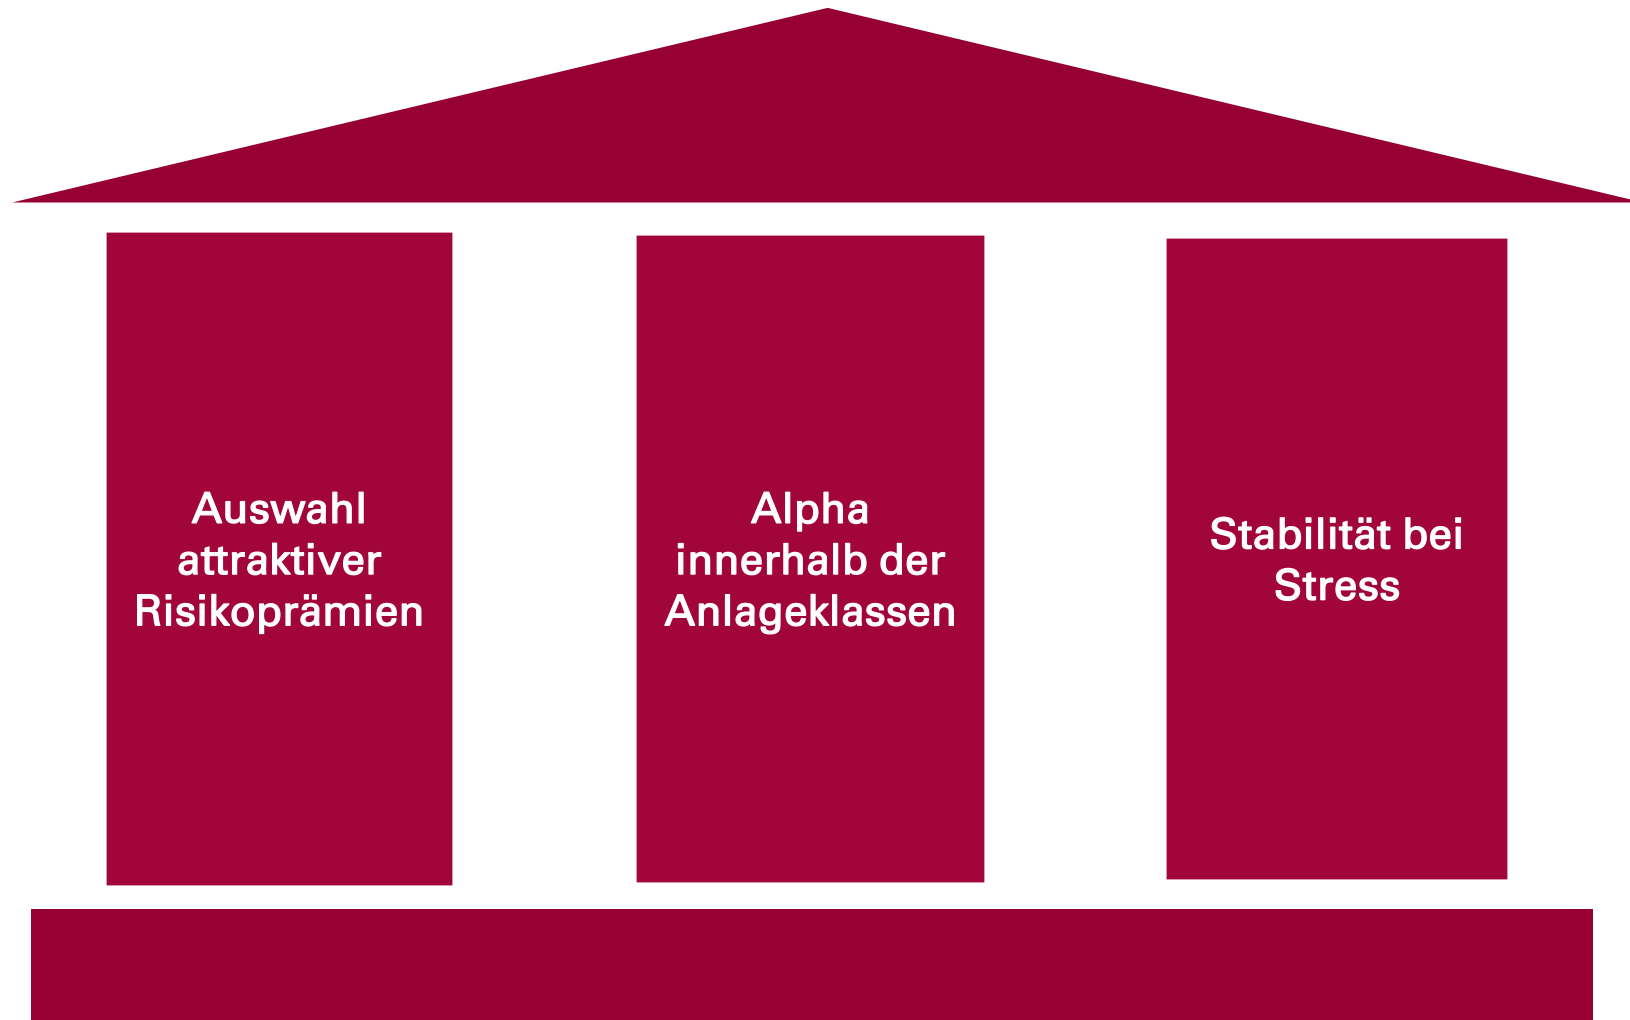 Auswahl
attraktiver
Risikoprämien
Alpha
innerhalb der
Anlageklassen
Stabilität bei
Stress